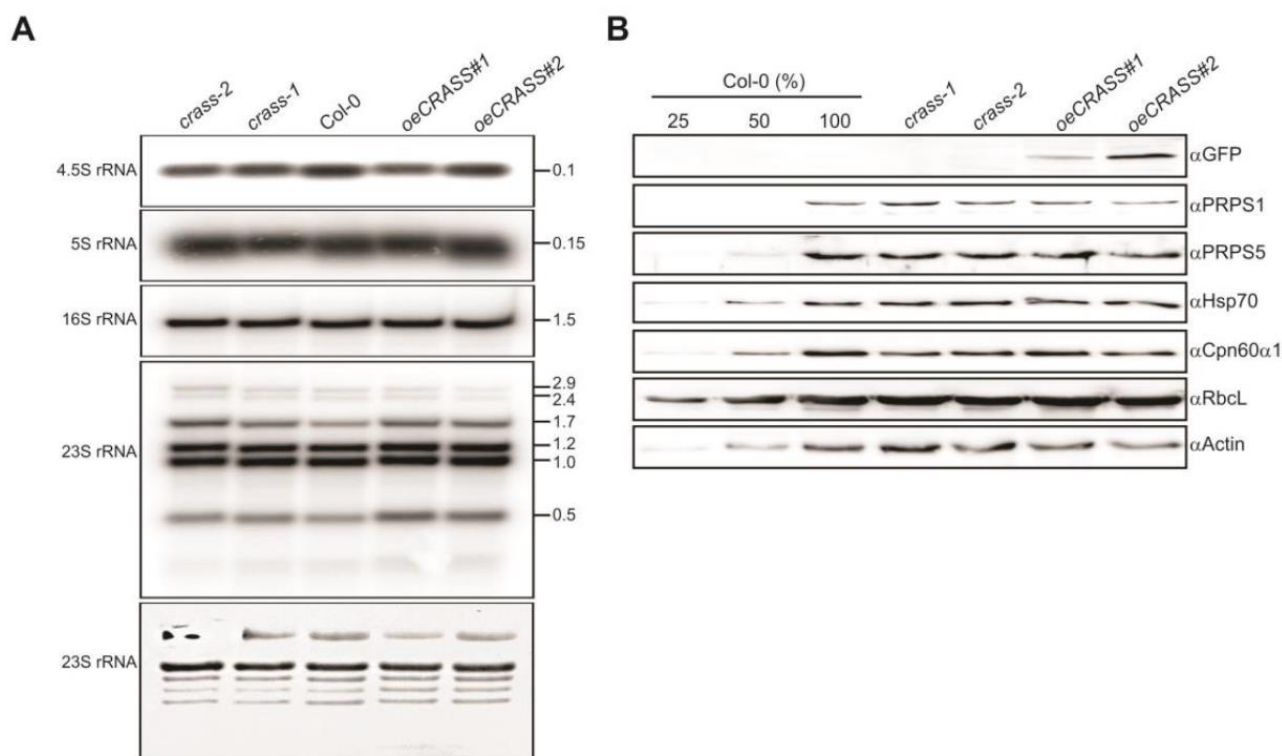 A
crass-2 crass-1 Col-0 oeCRASS#1 oeCRASS#2
4.5S rRNA 0.1
5S rRNA 0.15
16S rRNA 1.5
2.9
2.4
1.7
23S rRNA 1.2
1.0
0.5
23S rRNA
B
Col-0 (%)
25 50 100 crass-1 crass-2 oeCRASS#1 oeCRASS#2
αGFP
αPRPS1
αPRPS5
αHsp70
αCpn60α1
αRbcL
αActin